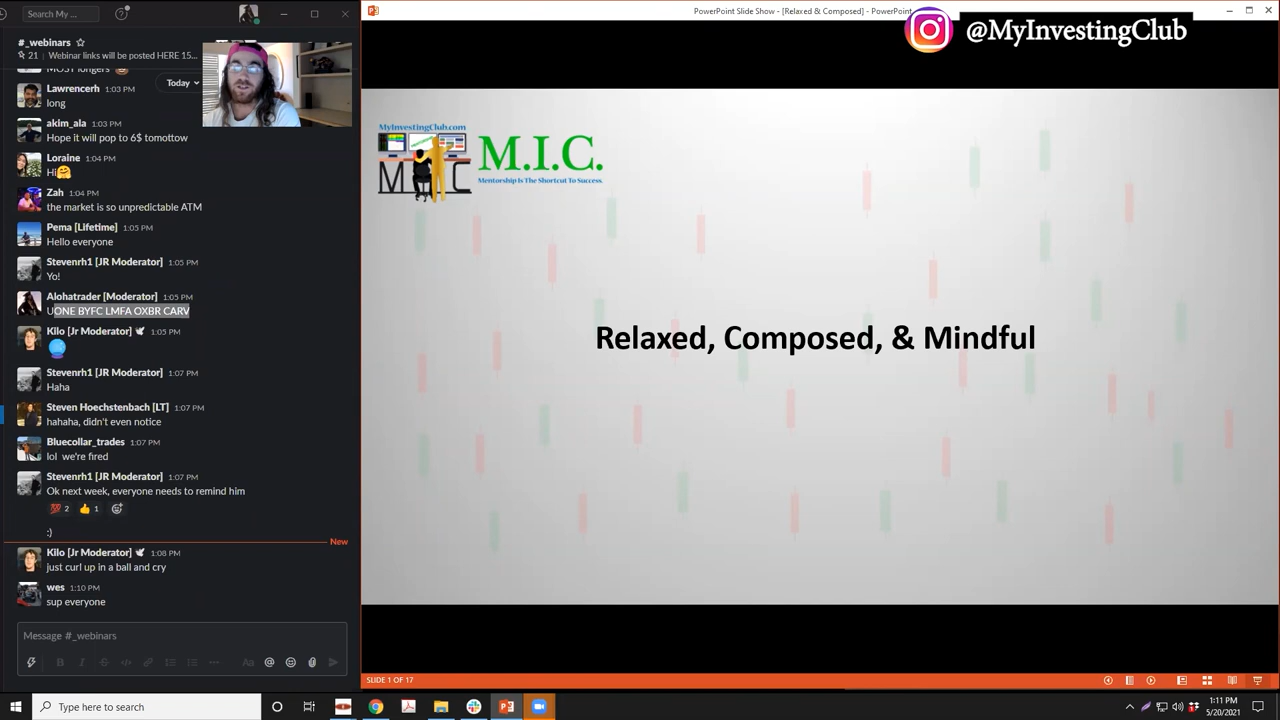 Search My ...
PowerPoint Slide Show - [Relaxed & Composed] - PowerPoint
@MyInvestingClub
#_webinars
21 | Webinar links will be posted HERE 15...
MOST longers
Today
Lawrencerh 1:03 PM
long
akim_ala 1:03 PM
Hope it will pop to 6$ tomottow
Loraine 1:04 PM
Hi🤗
Zah 1:04 PM
the market is so unpredictable ATM
Pema [Lifetime] 1:05 PM
Hello everyone
Stevenrh1 [JR Moderator] 1:05 PM
Yo!
Alohatrader [Moderator] 1:05 PM
UONE BYFC LMFA OXBR CARV
Kilo [Jr Moderator] 1:05 PM
Stevenrh1 [JR Moderator] 1:07 PM
Haha
Steven Hoechstenbach [LT] 1:07 PM
hahaha, didn't even notice
Bluecollar_trades 1:07 PM
lol we're fired
Stevenrh1 [JR Moderator] 1:07 PM
Ok next week, everyone needs to remind him
💯 2 👍 1
:)
New
Kilo [Jr Moderator] 1:08 PM
just curl up in a ball and cry
wes 1:10 PM
sup everyone
Message #_webinars
B I S Aa @
MyInvestingClub.com
MIC
M.I.C.
Mentorship Is The Shortcut To Success.
Relaxed, Composed, & Mindful
SLIDE 1 OF 17
Type here to search
1:11 PM
5/20/2021